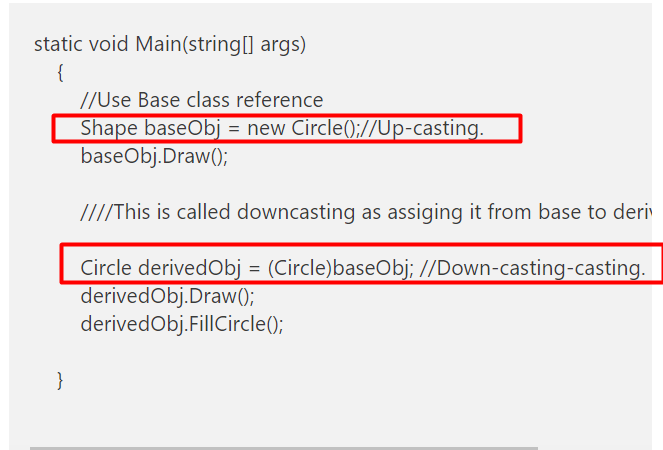 static void Main(string[] args)
{
//Use Base class reference
Shape baseObj = new Circle();//Up-casting.
baseObj.Draw();
////This is called downcasting as assiging it from base to
Circle derivedObj = (Circle)baseObj; //Down-casting-casting.
derivedObj.Draw();
derivedObj.FillCircle();
}